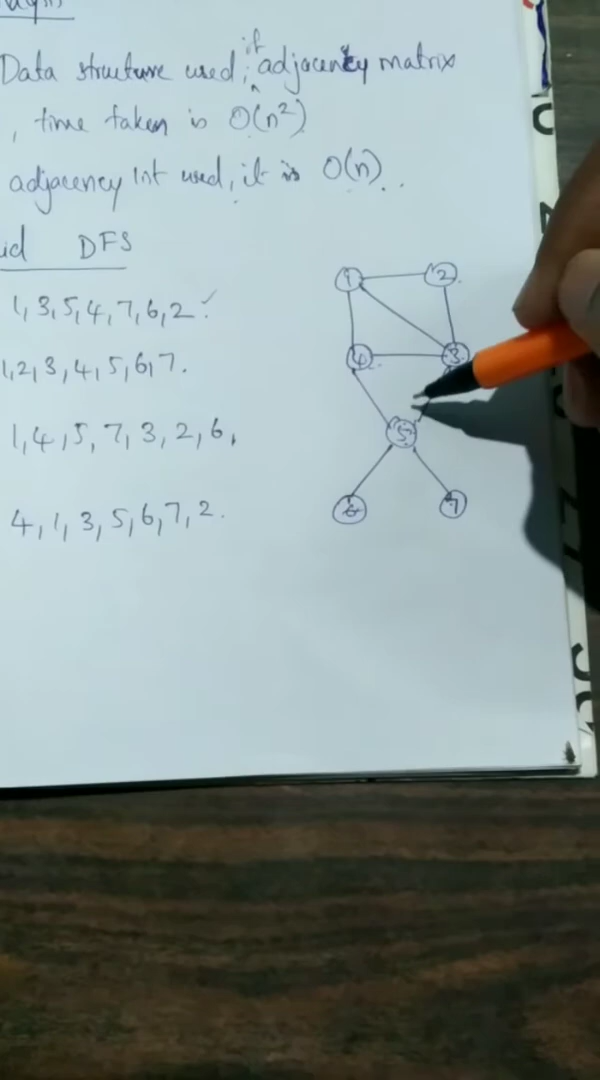 Data structure used, if adjacency matrix
, time taken is O(n²)
adjacency list used, it is O(n)..
id DFS
1, 3, 5, 4, 7, 6, 2 ✓
1, 2, 3, 4, 5, 6, 7.
1, 4, 5, 7, 3, 2, 6,
4, 1, 3, 5, 6, 7, 2.
1 2
4 3
5
6 7